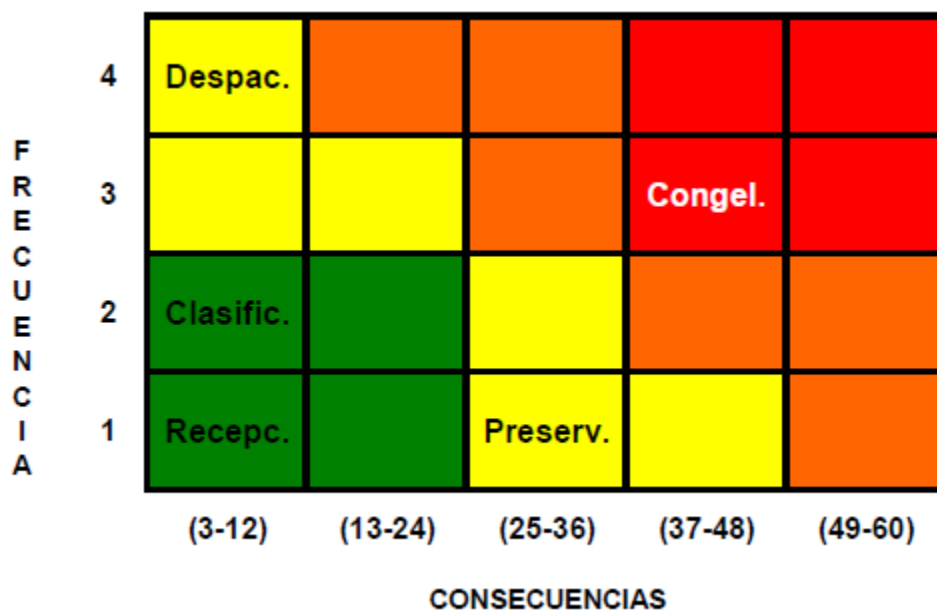 FRECUENCIA
4 Despac.
3 Congel.
2 Clasific.
1 Recepc. Preserv.
(3-12) (13-24) (25-36) (37-48) (49-60)
CONSECUENCIAS